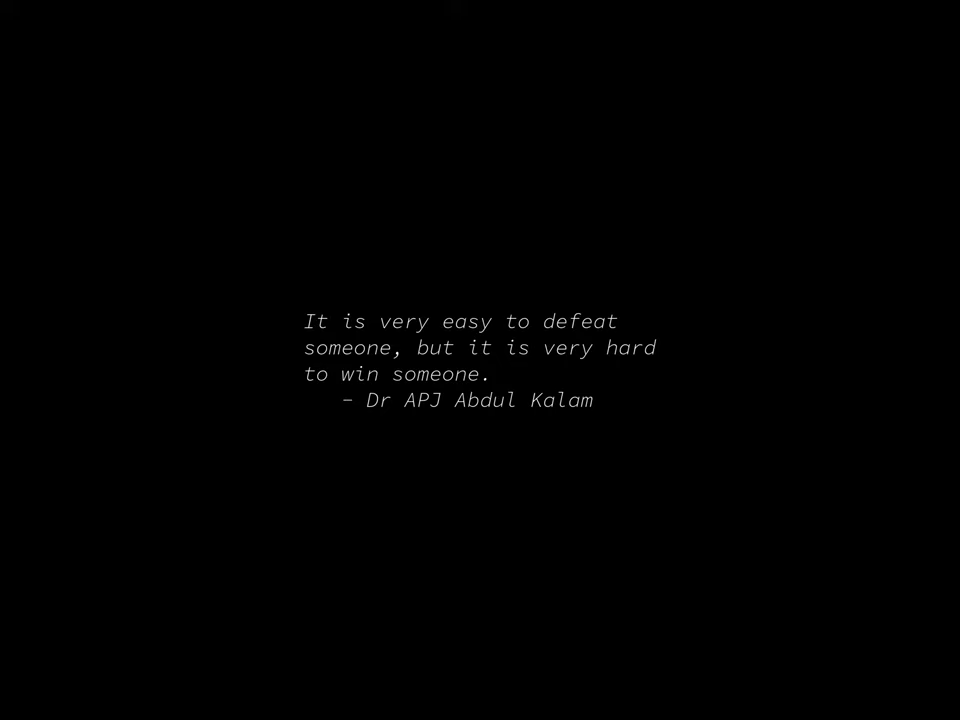 It is very easy to defeat
someone, but it is very hard
to win someone.
- Dr APJ Abdul Kalam